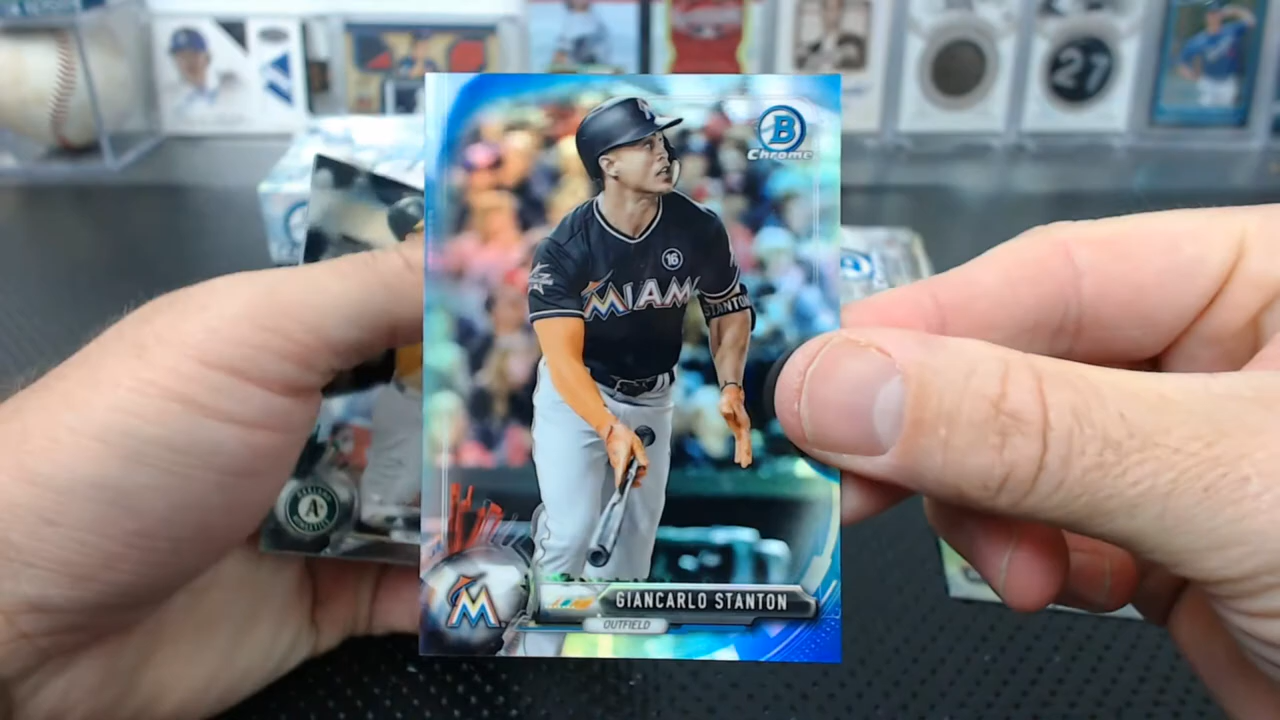 27
B
Chrome
16
MIAMI
STANTON
A
M
GIANCARLO STANTON
OUTFIELD